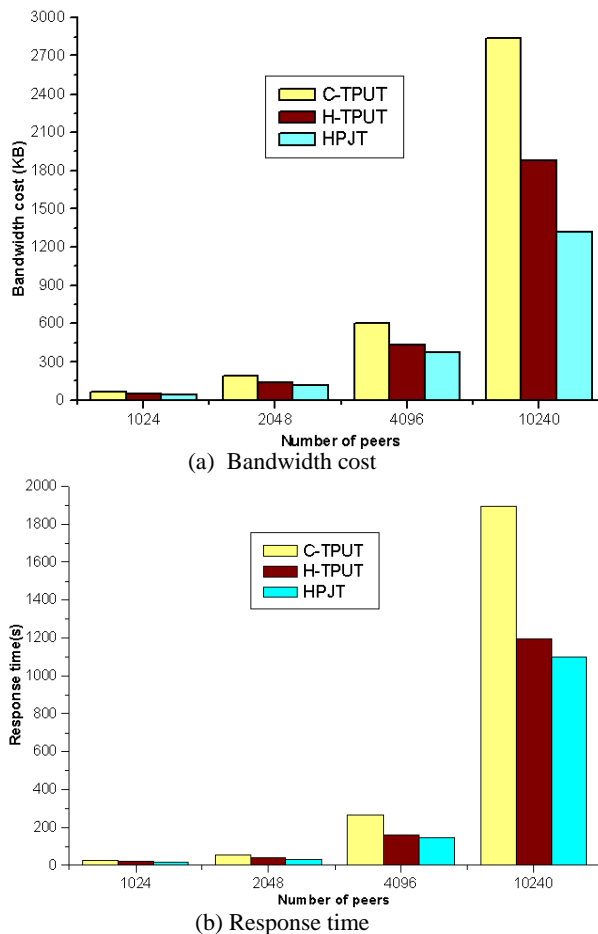 3000
2700
2400
2100
1800
1500
1200
900
600
300
0
Bandwidth cost (KB)
C-TPUT
H-TPUT
HPJT
1024 2048 4096 10240
Number of peers
(a) Bandwidth cost
2000
1800
1600
1400
1200
1000
800
600
400
200
0
Response time(s)
C-TPUT
H-TPUT
HPJT
1024 2048 4096 10240
Number of peers
(b) Response time